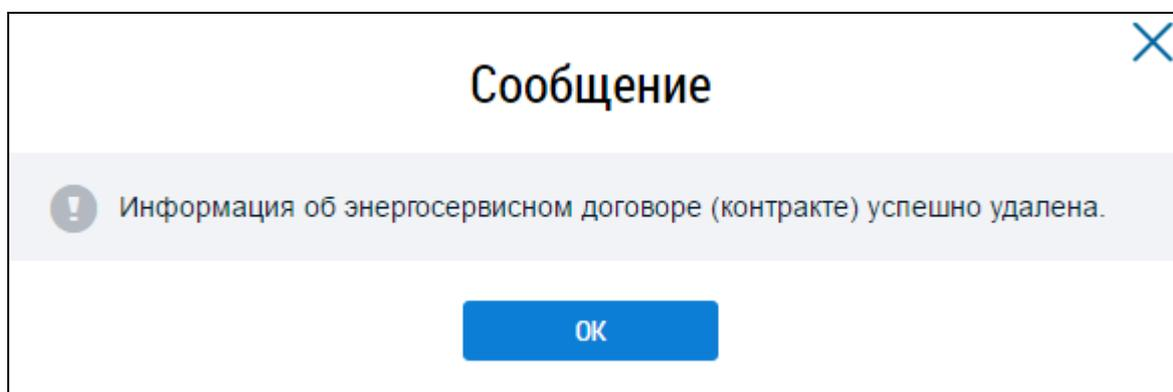 Сообщение
Информация об энергосервисном договоре (контракте) успешно удалена.
ОК